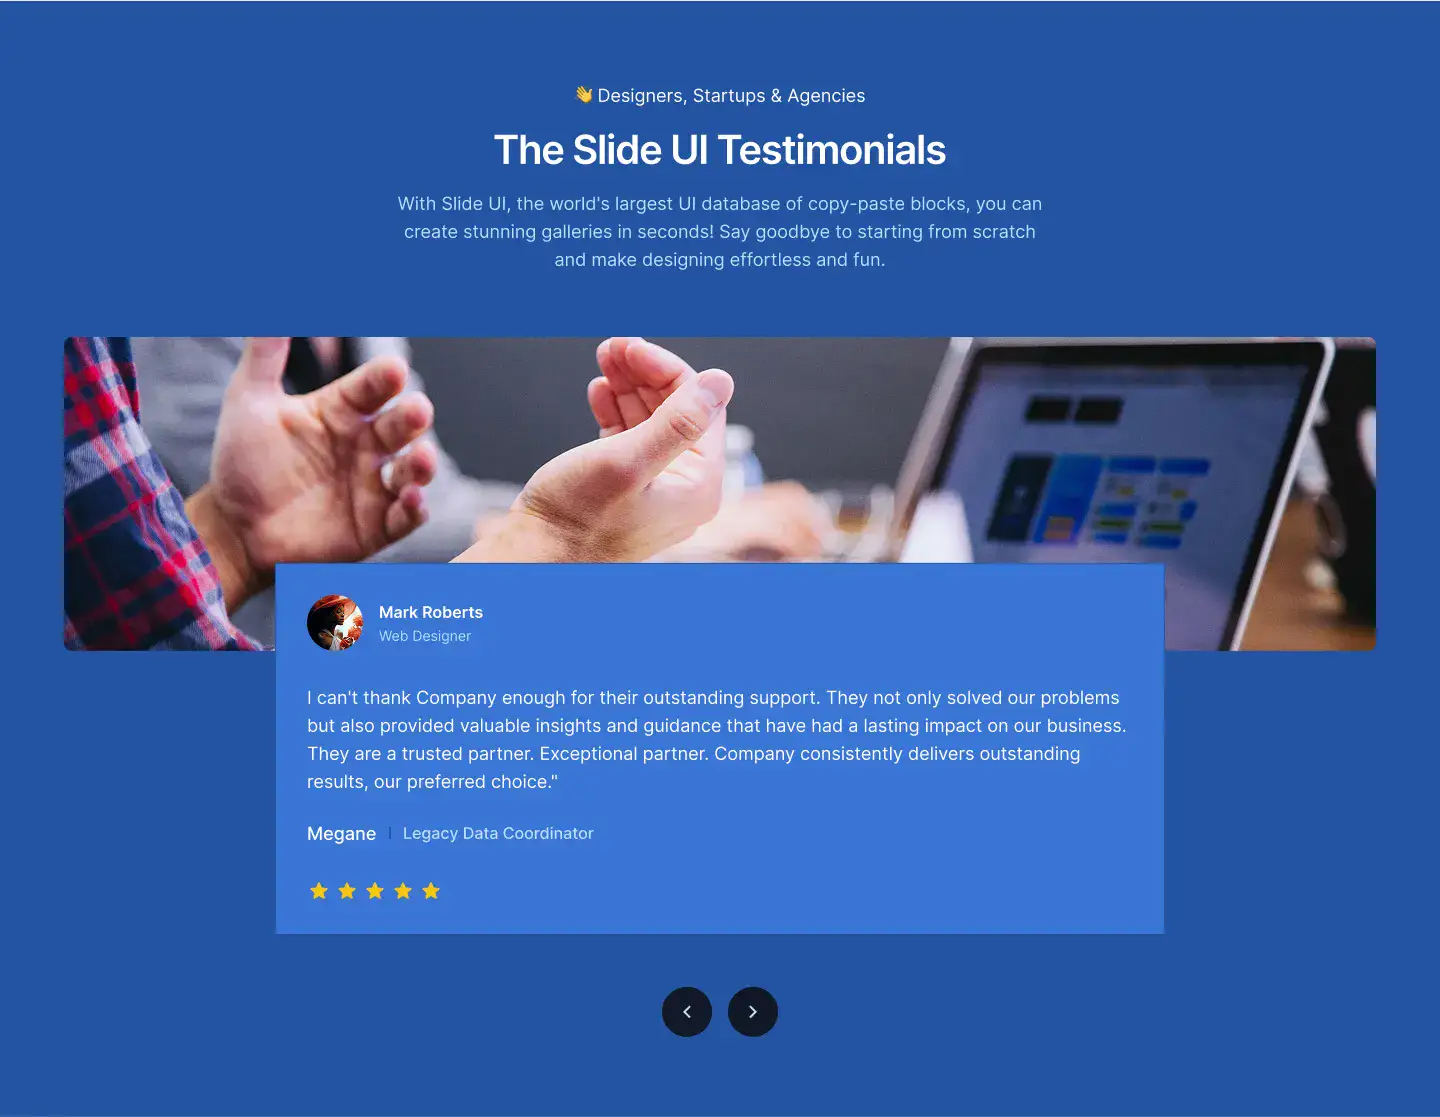 👋 Designers, Startups & Agencies
The Slide UI Testimonials
With Slide UI, the world's largest UI database of copy-paste blocks, you can
create stunning galleries in seconds! Say goodbye to starting from scratch
and make designing effortless and fun.
Mark Roberts
Web Designer
I can't thank Company enough for their outstanding support. They not only solved our problems
but also provided valuable insights and guidance that have had a lasting impact on our business.
They are a trusted partner. Exceptional partner. Company consistently delivers outstanding
results, our preferred choice."
Megane | Legacy Data Coordinator